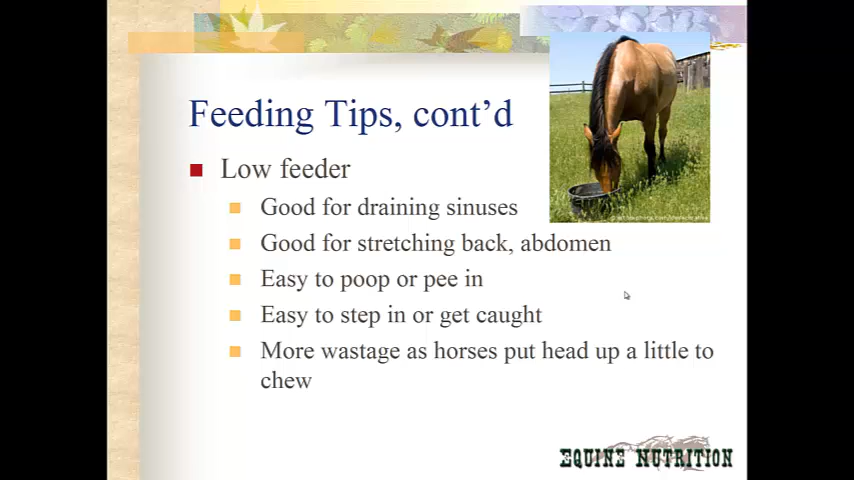 Feeding Tips, cont'd
Low feeder
Good for draining sinuses
Good for stretching back, abdomen
Easy to poop or pee in
Easy to step in or get caught
More wastage as horses put head up a little to
chew
EQUINE NUTRITION